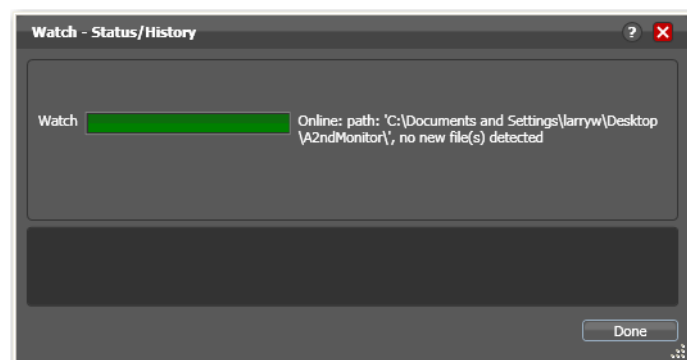 Watch - Status/History
?
Watch
Online: path: 'C:\Documents and Settings\larryw\Desktop
\A2ndMonitor\', no new file(s) detected
Done